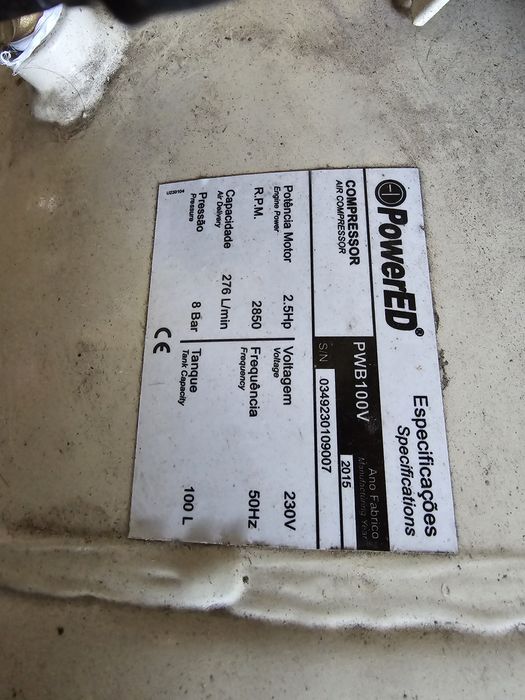 PowerED®
Especificações
Specifications
COMPRESSOR
AIR COMPRESSOR
PWB100V
Ano Fabrico
Manufacturing Year
2015
S/N
0349230109007
Potência Motor 2.5Hp
Engine Power
Voltagem 230V
Voltage
R.P.M. 2850
Frequência 50Hz
Frequency
Capacidade 276 L/min
Air Delivery
Pressão 8 Bar
Pressure
Tanque 100 L
Tank Capacity
U230104
CE